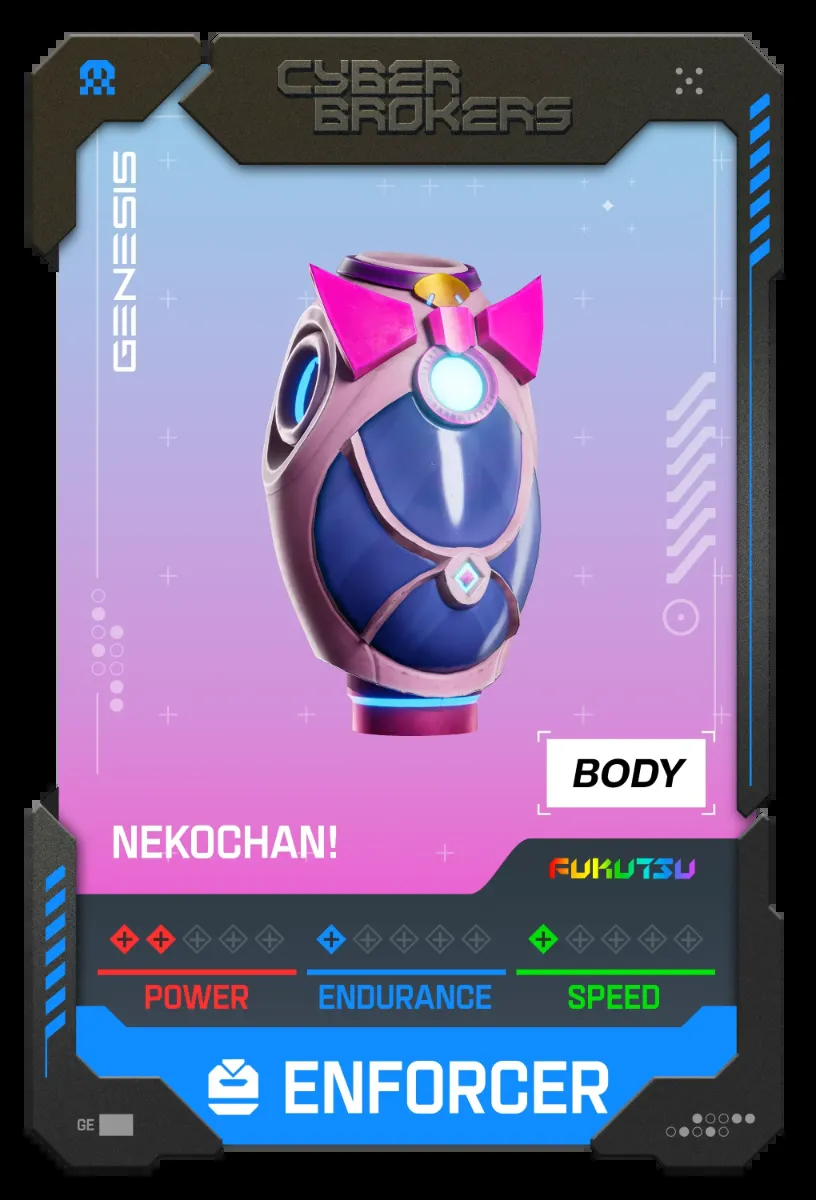 CYBER
BROKERS
GENESIS
BODY
NEKOCHAN!
FUKUTSU
POWER
ENDURANCE
SPEED
ENFORCER
GE